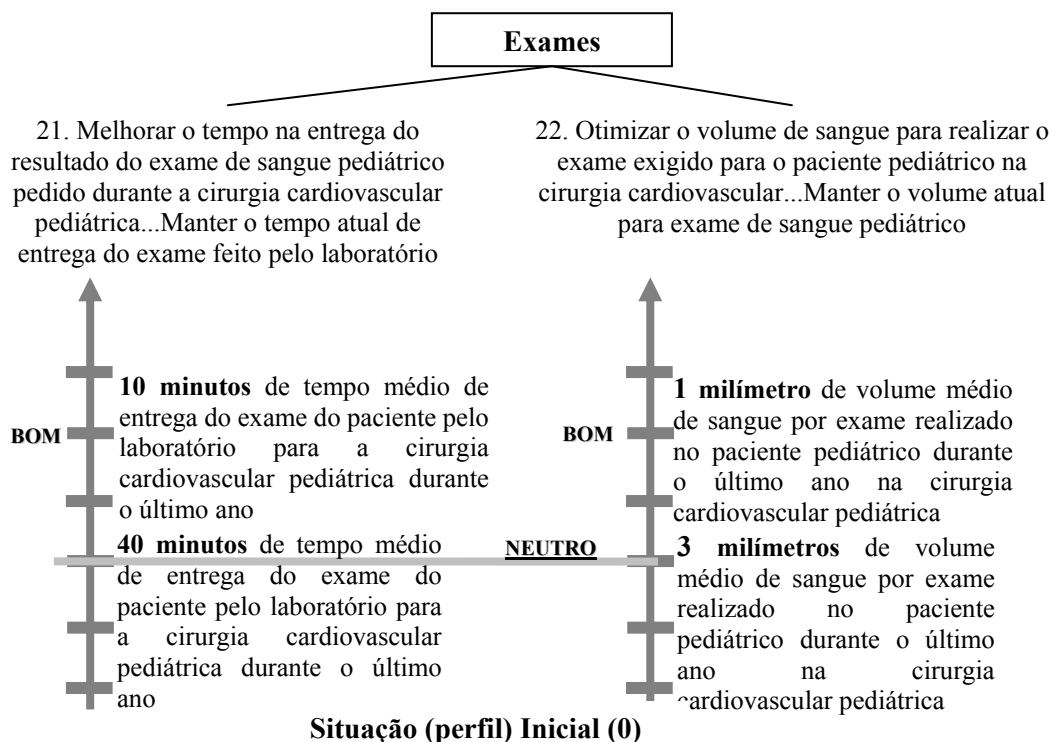 Exames
21. Melhorar o tempo na entrega do
resultado do exame de sangue pediátrico
pedido durante a cirurgia cardiovascular
pediátrica...Manter o tempo atual de
entrega do exame feito pelo laboratório
22. Otimizar o volume de sangue para realizar o
exame exigido para o paciente pediátrico na
cirurgia cardiovascular...Manter o volume atual
para exame de sangue pediátrico
BOM
10 minutos de tempo médio de
entrega do exame do paciente pelo
laboratório para a cirurgia
cardiovascular pediátrica durante
o último ano
40 minutos de tempo médio
de entrega do exame do
paciente pelo laboratório para
a cirurgia cardiovascular
pediátrica durante o último
ano
NEUTRO
BOM
1 milímetro de volume médio
de sangue por exame realizado
no paciente pediátrico durante
o último ano na cirurgia
cardiovascular pediátrica
3 milímetros de volume
médio de sangue por exame
realizado no paciente
pediátrico durante o último
ano na cirurgia
cardiovascular pediátrica
Situação (perfil) Inicial (0)